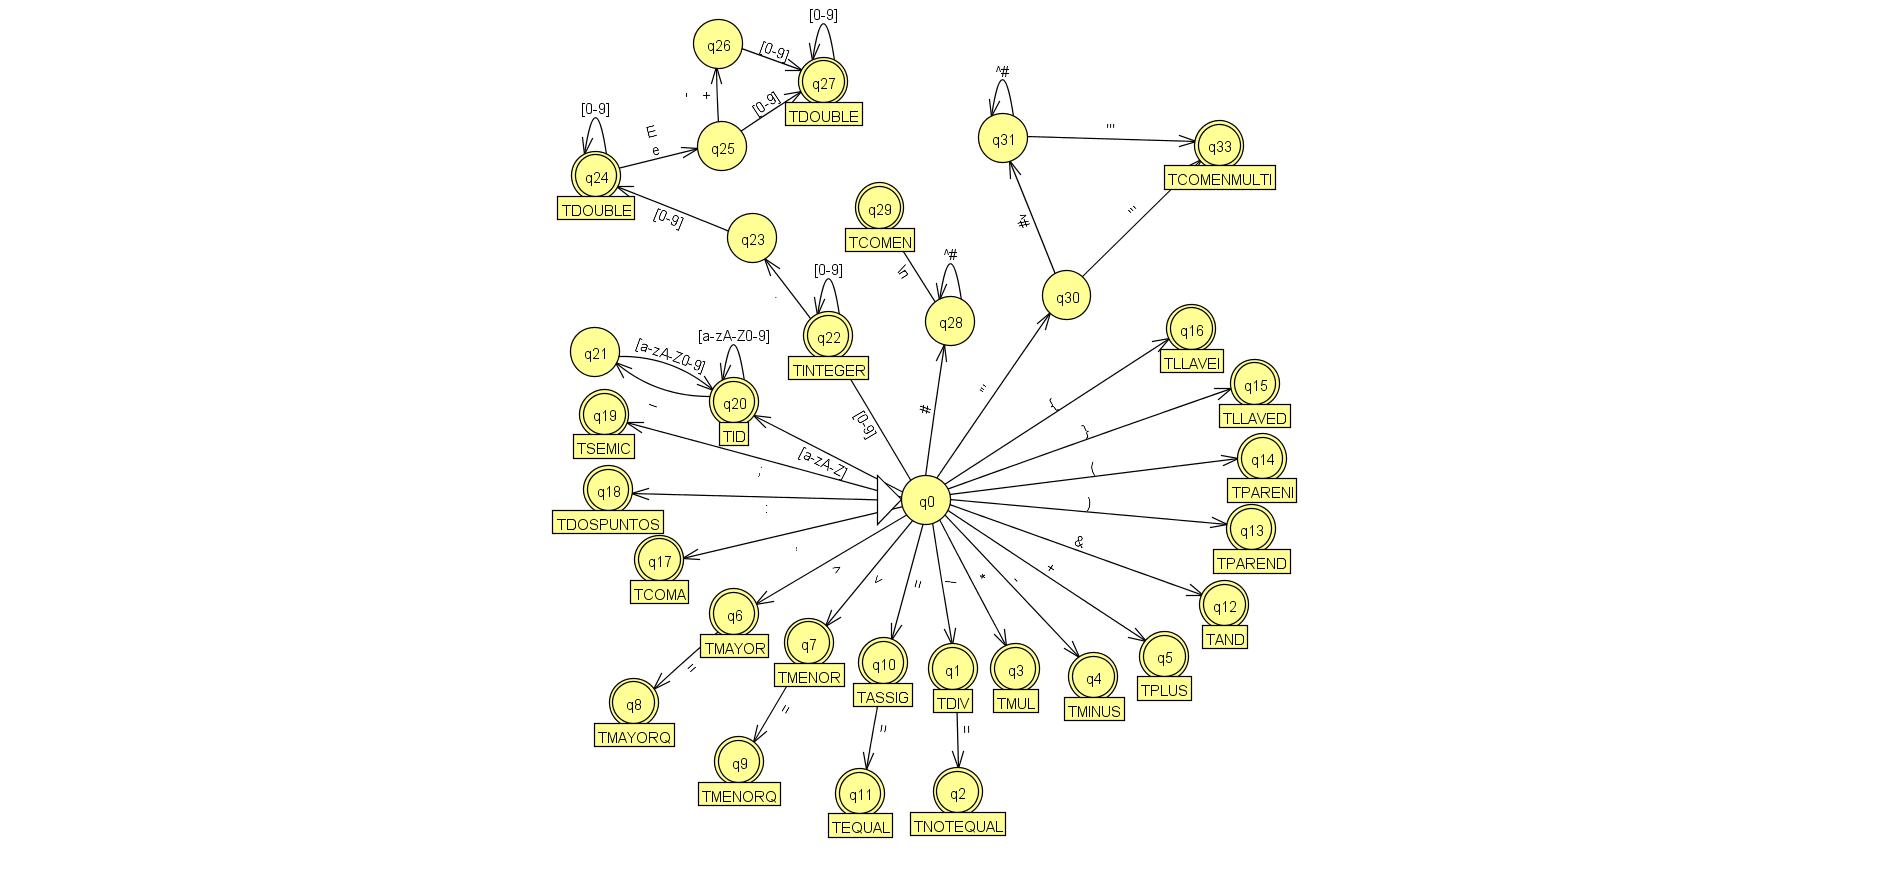 [0-9]
q26
[0-9]
q27
TDOUBLE
^#
[0-9]
- +
[0-9]
E
e
q25
q31
'''
q33
TCOMENMULTI
q24
TDOUBLE
[0-9]
q23
q29
TCOMEN
'''
^#
\n
^#
[0-9]
.
q30
q28
q22
TINTEGER
q16
TLLAVEI
[a-zA-Z0-9]
[a-zA-Z0-9]
q21
q20
TID
_
q15
TLLAVED
'''
{
}
#
[0-9]
q19
TSEMIC
[a-zA-Z]
;
q14
TPARENI
(
q18
TDOSPUNTOS
q0
:
)
q13
TPAREND
q17
TCOMA
,
>
<
=
/
*
-
+
&
q12
TAND
q6
TMAYOR
q7
TMENOR
q10
TASSIG
q1
TDIV
q3
TMUL
q4
TMINUS
q5
TPLUS
=
=
=
=
q8
TMAYORQ
q9
TMENORQ
q11
TEQUAL
q2
TNOTEQUAL